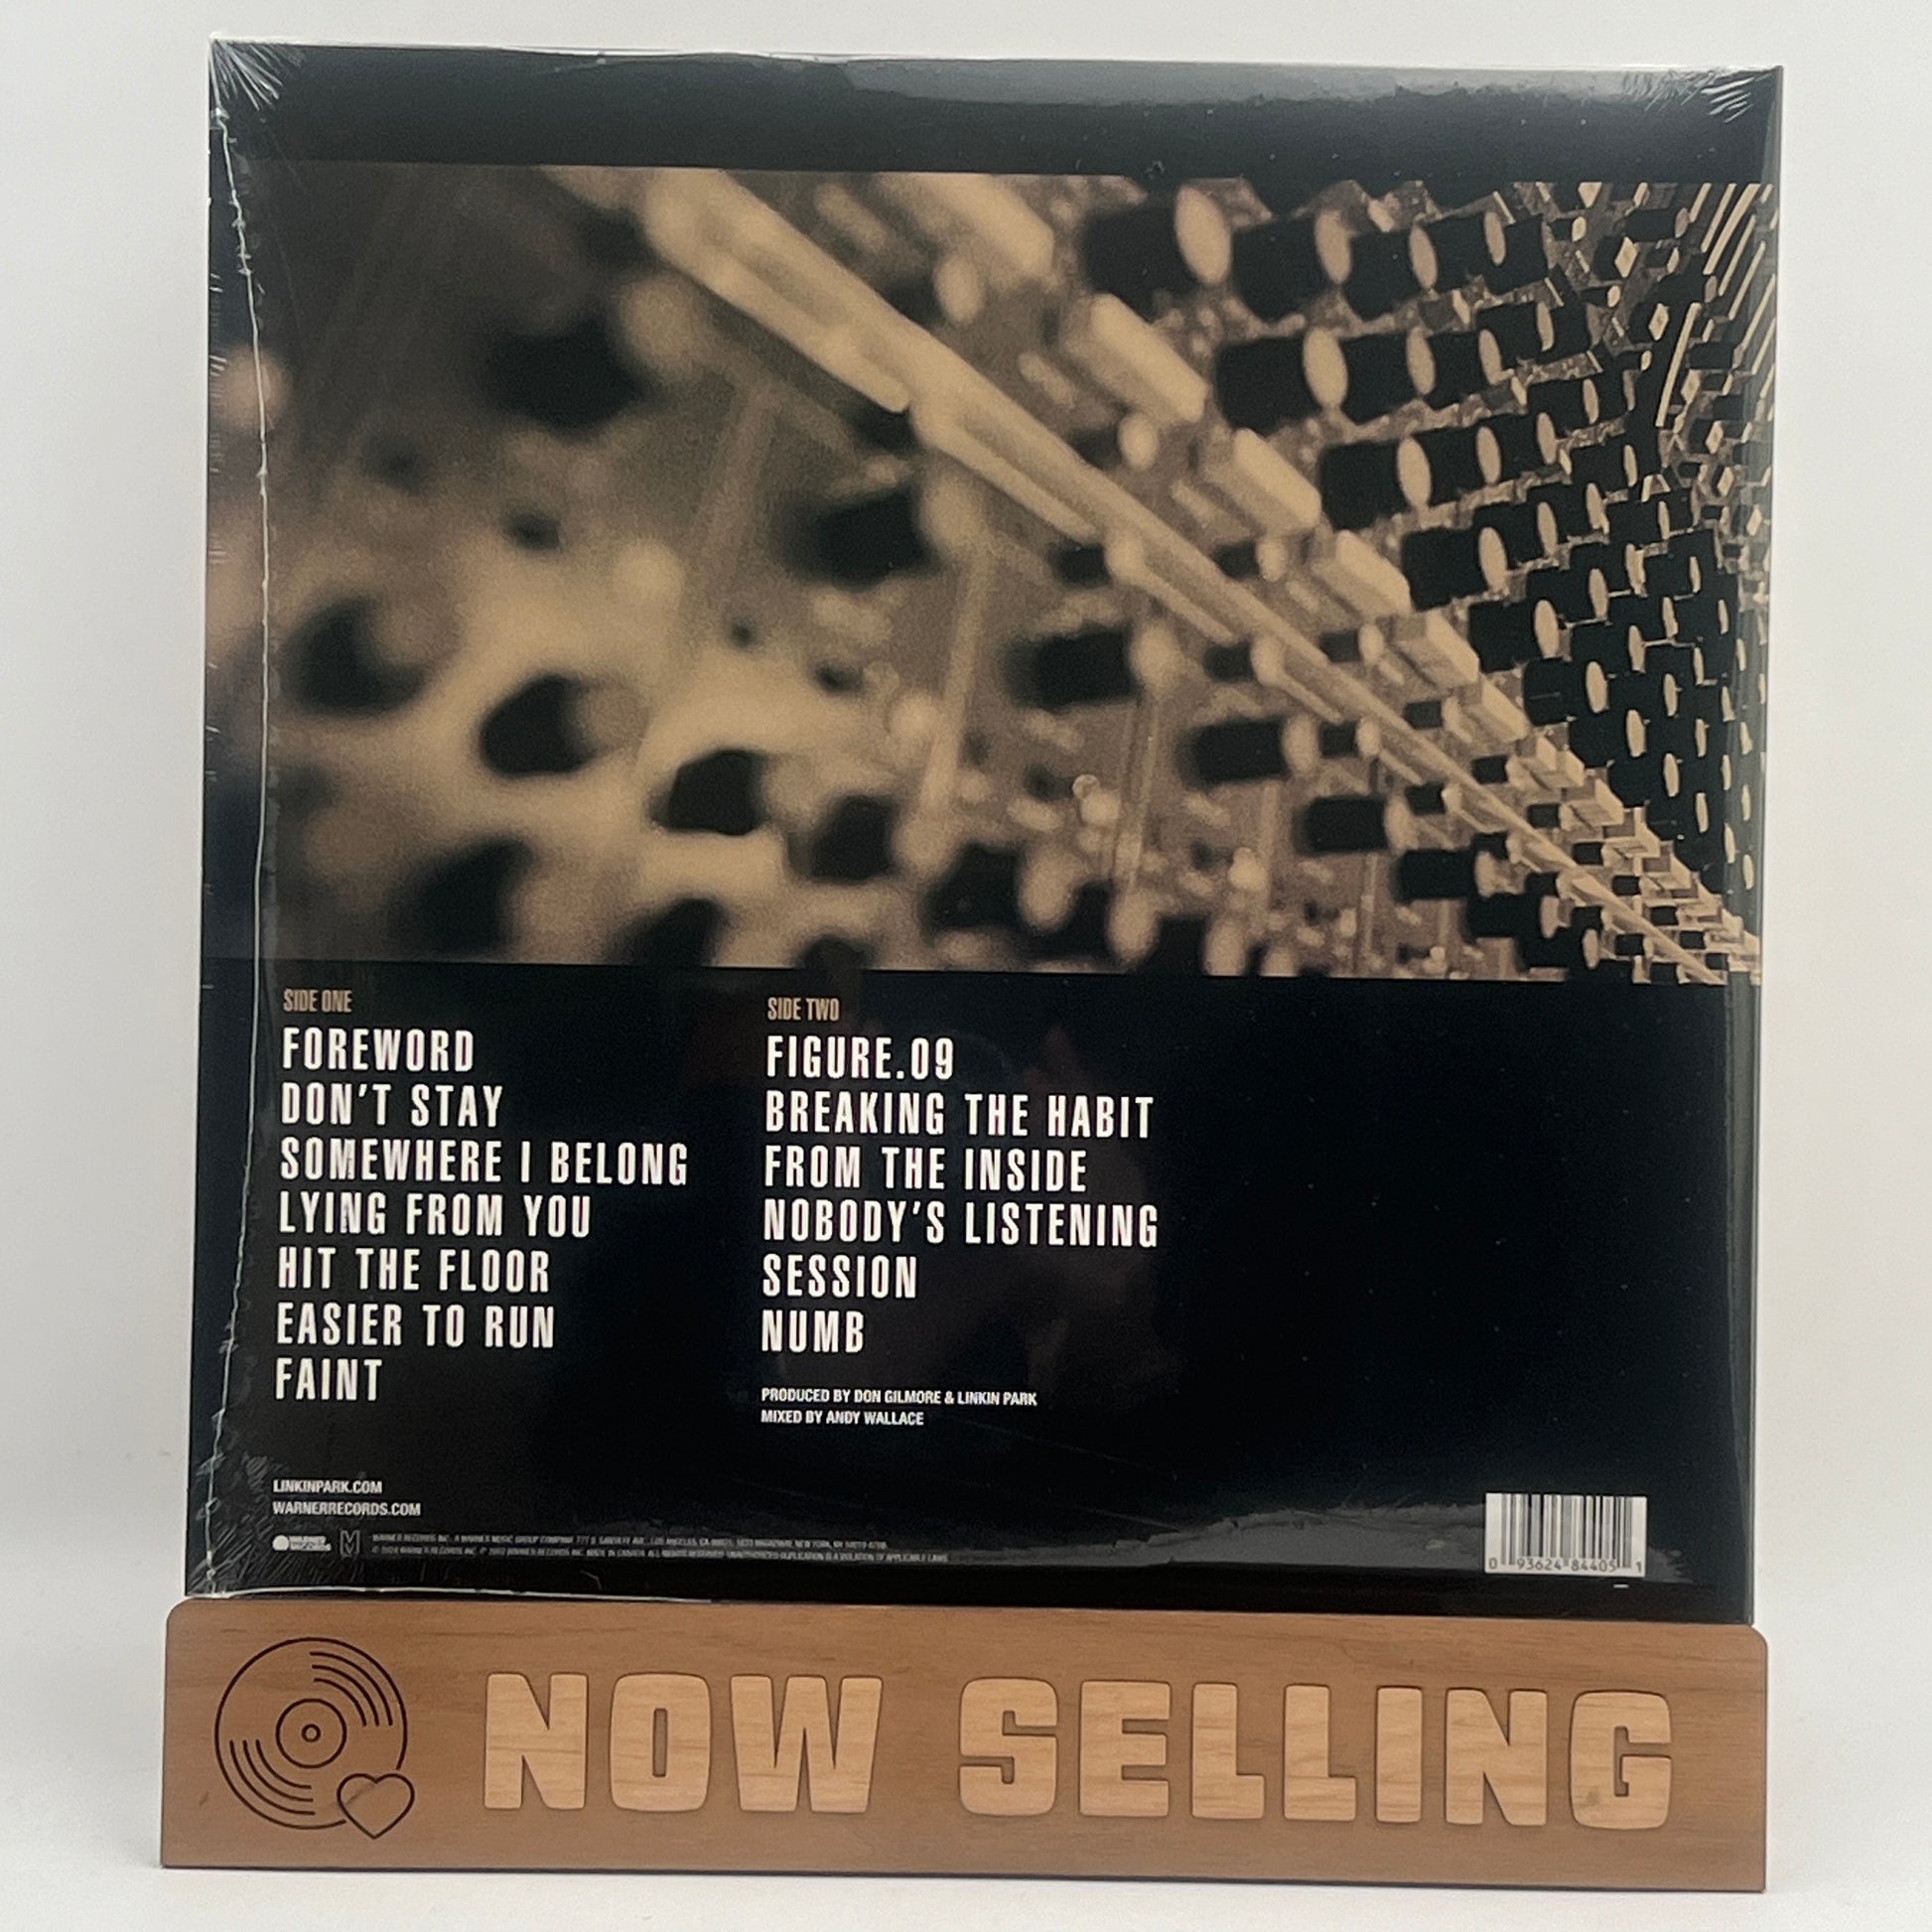 SIDE ONE
FOREWORD
DON'T STAY
SOMEWHERE I BELONG
LYING FROM YOU
HIT THE FLOOR
EASIER TO RUN
FAINT
SIDE TWO
FIGURE.09
BREAKING THE HABIT
FROM THE INSIDE
NOBODY'S LISTENING
SESSION
NUMB
PRODUCED BY DON GILMORE & LINKIN PARK
MIXED BY ANDY WALLACE
LINKINPARK.COM
WARNERRECORDS.COM
0 93624 84405 1
NOW SELLING